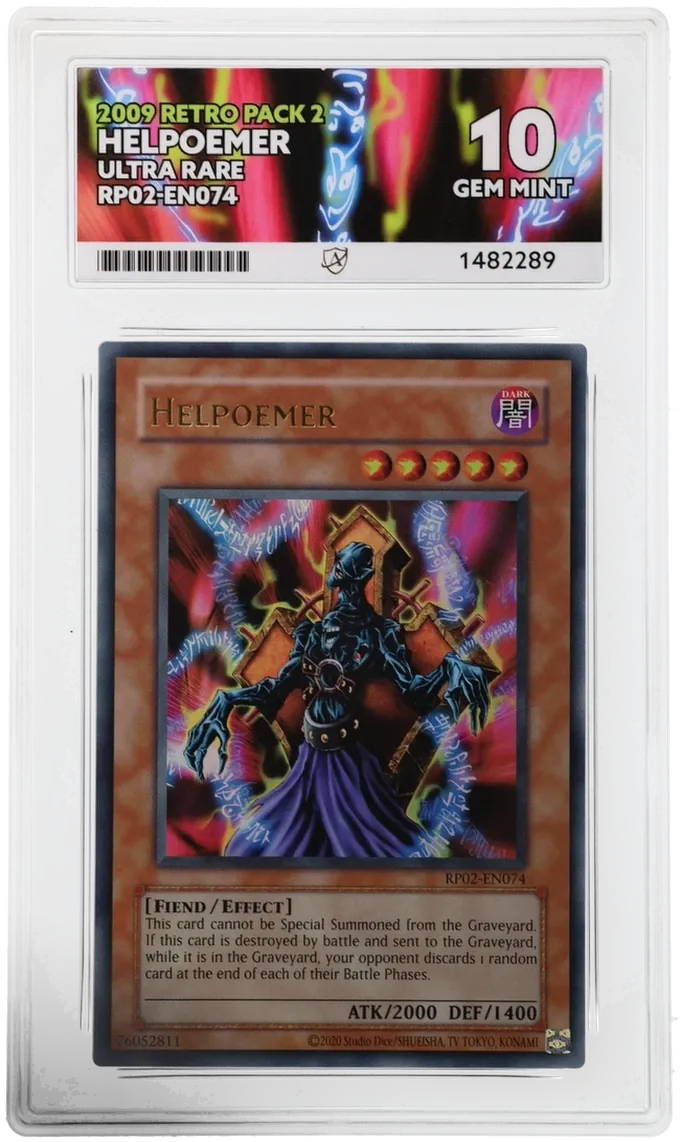 2009 RETRO PACK 2
HELPOEMER
ULTRA RARE
RP02-EN074
10
GEM MINT
1482289
HELPOEMER
DARK
闇
RP02-EN074
[FIEND / EFFECT]
This card cannot be Special Summoned from the Graveyard.
If this card is destroyed by battle and sent to the Graveyard,
while it is in the Graveyard, your opponent discards 1 random
card at the end of each of their Battle Phases.
ATK/2000 DEF/1400
76052811
©2020 Studio Dice/SHUEISHA, TV TOKYO, KONAMI